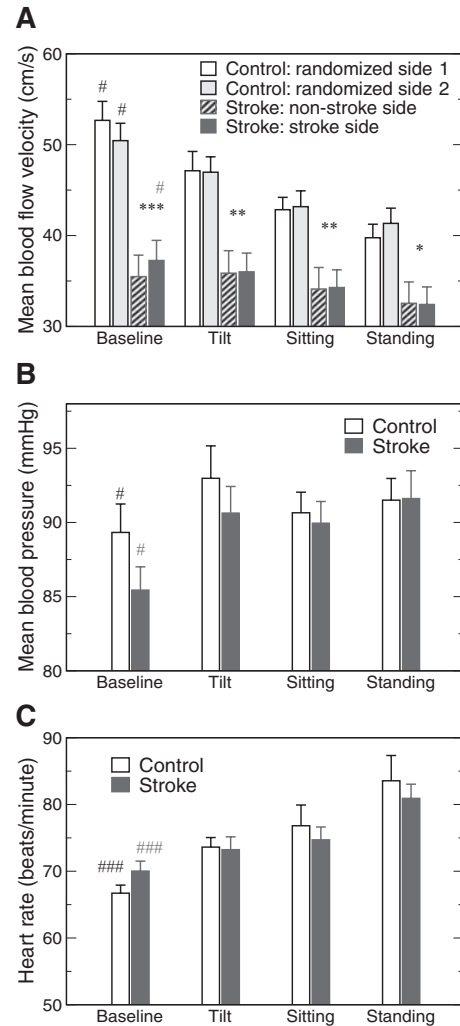 A
Mean blood flow velocity (cm/s)
60
50
40
30
Control: randomized side 1
Control: randomized side 2
Stroke: non-stroke side
Stroke: stroke side
#
#
#
***
**
**
*
Baseline Tilt Sitting Standing
B
Mean blood pressure (mmHg)
95
90
85
80
Control
Stroke
#
#
Baseline Tilt Sitting Standing
C
Heart rate (beats/minute)
90
80
70
60
50
Control
Stroke
###
###
Baseline Tilt Sitting Standing